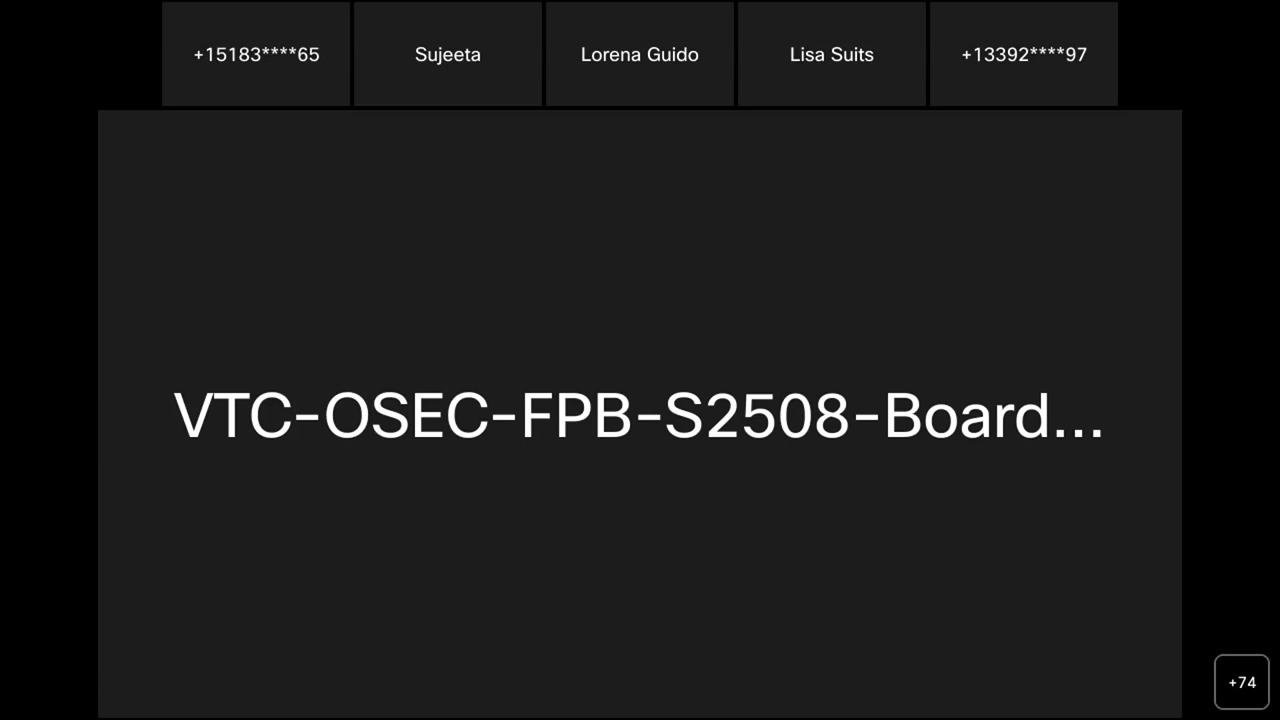 +15183****65
Sujeeta
Lorena Guido
Lisa Suits
+13392****97
VTC-OSEC-FPB-S2508-Board...
+74